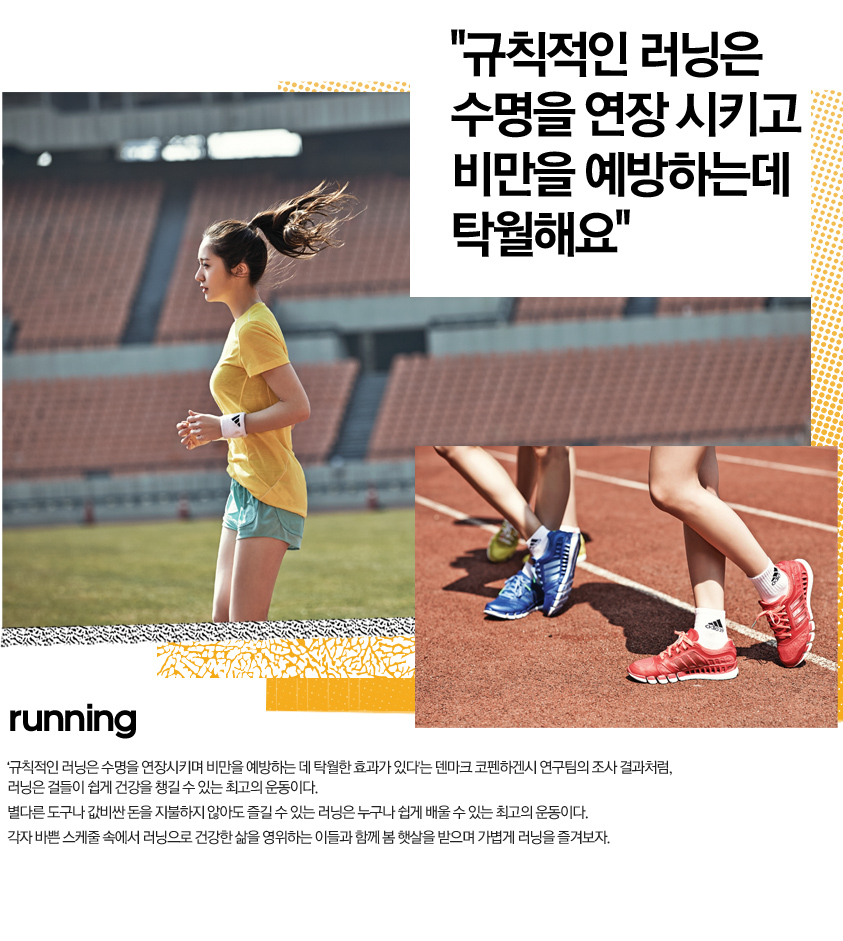 "규칙적인 러닝은
수명을 연장 시키고
비만을 예방하는데
탁월해요"
running
'규칙적인 러닝은 수명을 연장시키며 비만을 예방하는 데 탁월한 효과가 있다'는 덴마크 코펜하겐시 연구팀의 조사 결과처럼,
러닝은 걸들이 쉽게 건강을 챙길 수 있는 최고의 운동이다.
별다른 도구나 값비싼 돈을 지불하지 않아도 즐길 수 있는 러닝은 누구나 쉽게 배울 수 있는 최고의 운동이다.
각자 바쁜 스케줄 속에서 러닝으로 건강한 삶을 영위하는 이들과 함께 봄 햇살을 받으며 가볍게 러닝을 즐겨보자.